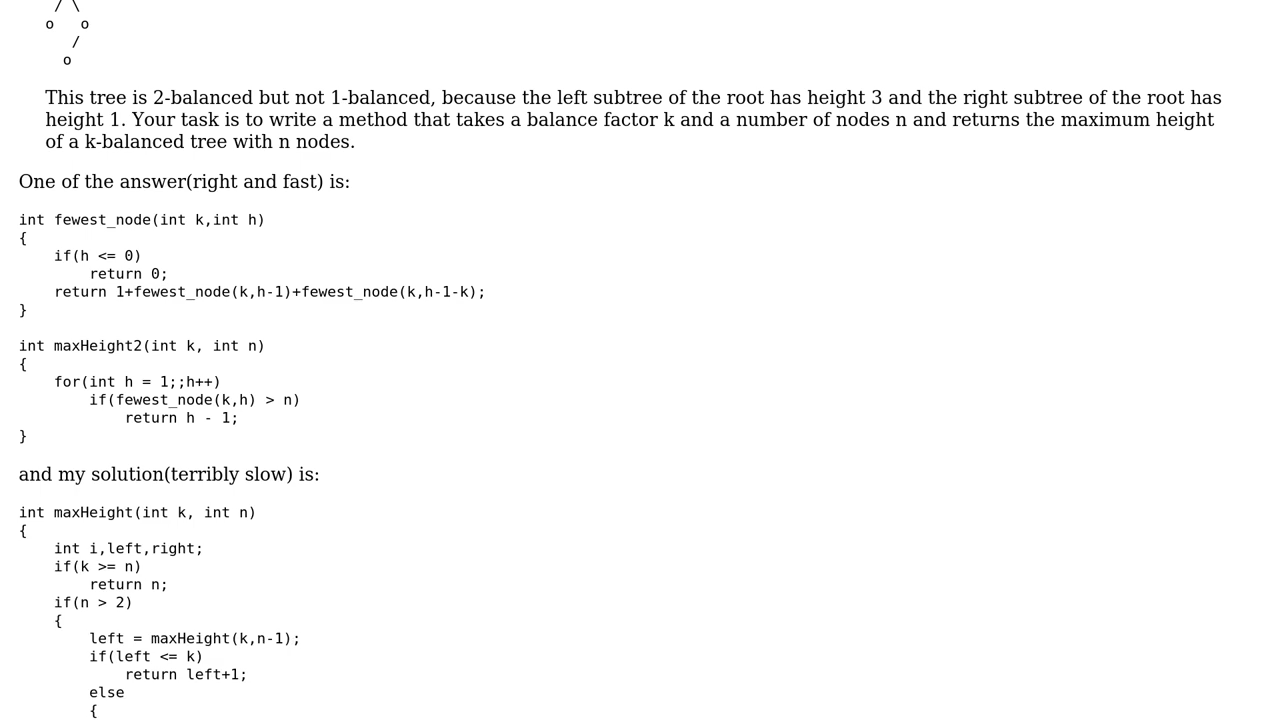 / \
     o   o
        /
       o
This tree is 2-balanced but not 1-balanced, because the left subtree of the root has height 3 and the right subtree of the root has
height 1. Your task is to write a method that takes a balance factor k and a number of nodes n and returns the maximum height
of a k-balanced tree with n nodes.
One of the answer(right and fast) is:
int fewest_node(int k,int h)
{
    if(h <= 0)
        return 0;
    return 1+fewest_node(k,h-1)+fewest_node(k,h-1-k);
}
int maxHeight2(int k, int n)
{
    for(int h = 1;;h++)
        if(fewest_node(k,h) > n)
            return h - 1;
}
and my solution(terribly slow) is:
int maxHeight(int k, int n)
{
    int i,left,right;
    if(k >= n)
        return n;
    if(n > 2)
    {
        left = maxHeight(k,n-1);
        if(left <= k)
            return left+1;
        else
        {